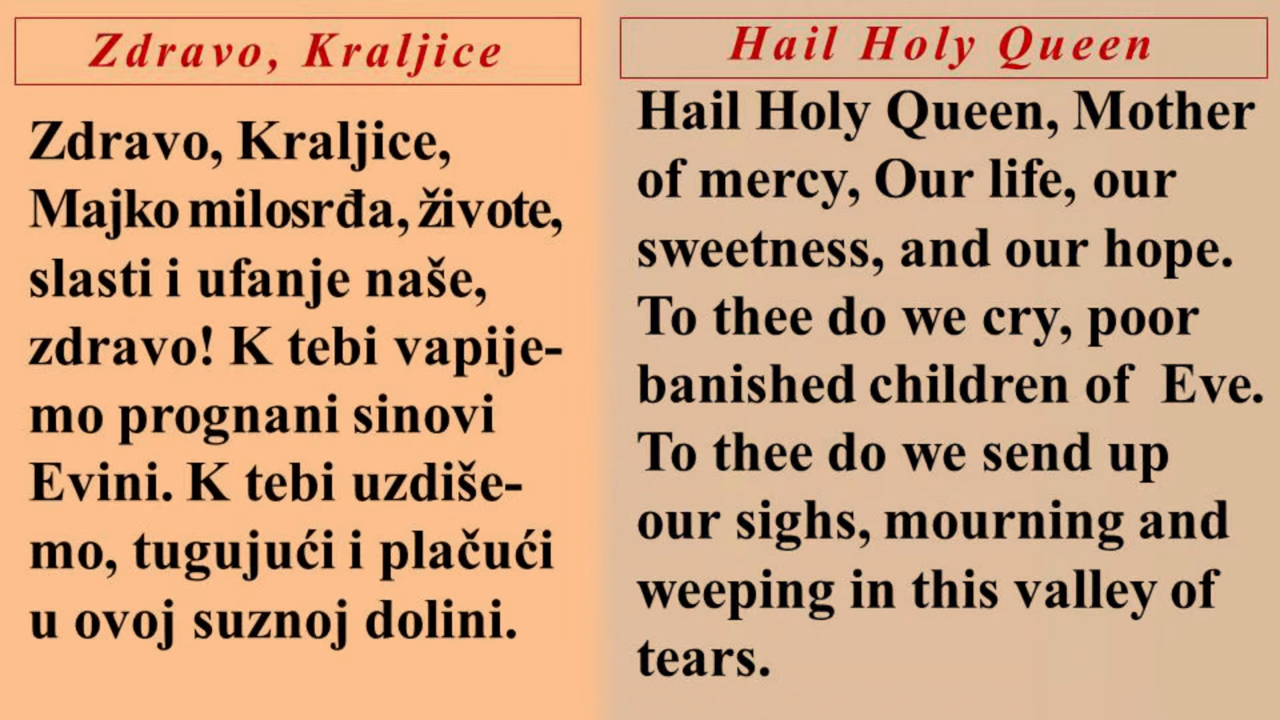 Zdravo, Kraljice
Zdravo, Kraljice,
Majko milosrđa, živote,
slasti i ufanje naše,
zdravo! K tebi vapije-
mo prognani sinovi
Evini. K tebi uzdiše-
mo, tugujući i plačući
u ovoj suznoj dolini.
Hail Holy Queen
Hail Holy Queen, Mother
of mercy, Our life, our
sweetness, and our hope.
To thee do we cry, poor
banished children of Eve.
To thee do we send up
our sighs, mourning and
weeping in this valley of
tears.